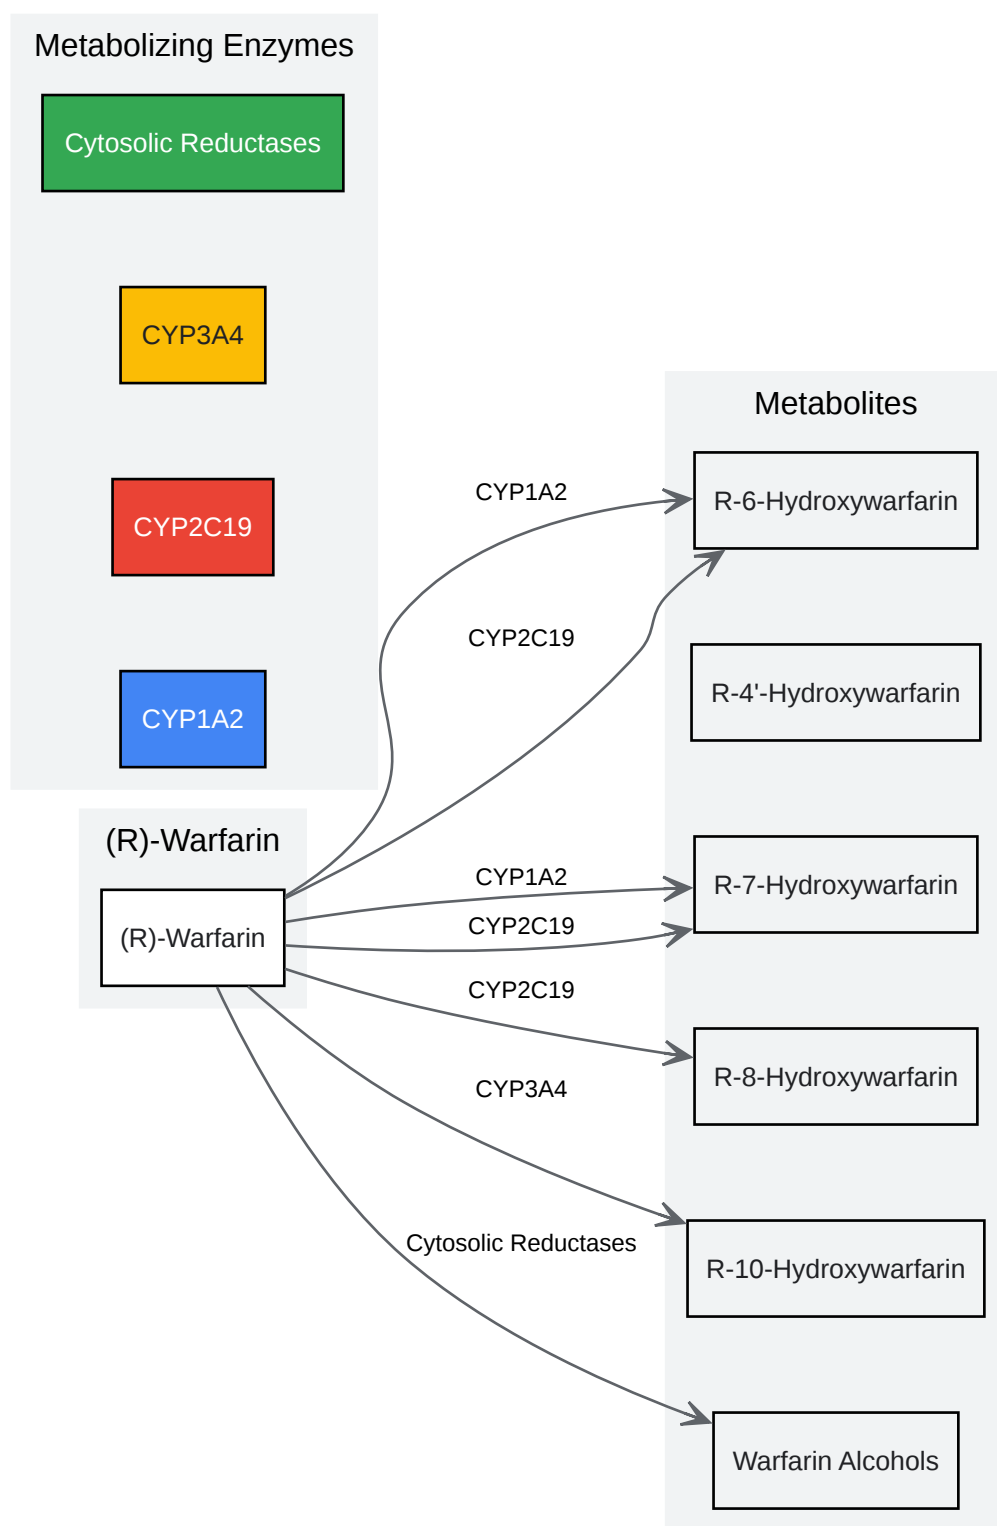 Metabolizing Enzymes
Cytosolic Reductases
CYP3A4
CYP2C19
CYP1A2
(R)-Warfarin
(R)-Warfarin
CYP1A2
CYP2C19
CYP1A2
CYP2C19
CYP2C19
CYP3A4
Cytosolic Reductases
Metabolites
R-6-Hydroxywarfarin
R-4'-Hydroxywarfarin
R-7-Hydroxywarfarin
R-8-Hydroxywarfarin
R-10-Hydroxywarfarin
Warfarin Alcohols